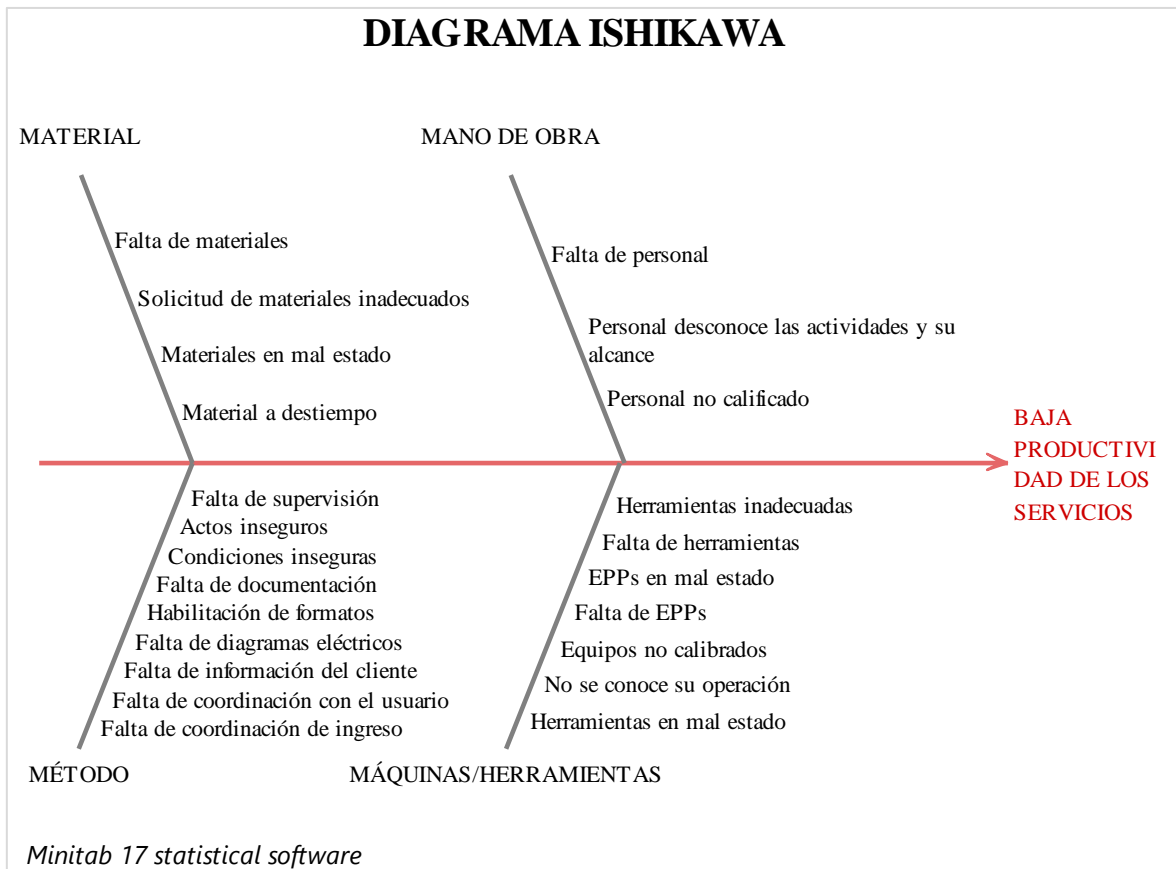 DIAGRAMA ISHIKAWA
MATERIAL
MANO DE OBRA
Falta de materiales
Solicitud de materiales inadecuados
Materiales en mal estado
Material a destiempo
Falta de personal
Personal desconoce las actividades y su
alcance
Personal no calificado
BAJA
PRODUCTIVI
DAD DE LOS
SERVICIOS
Falta de supervisión
Actos inseguros
Condiciones inseguras
Falta de documentación
Habilitación de formatos
Falta de diagramas eléctricos
Falta de información del cliente
Falta de coordinación con el usuario
Falta de coordinación de ingreso
Herramientas inadecuadas
Falta de herramientas
EPPs en mal estado
Falta de EPPs
Equipos no calibrados
No se conoce su operación
Herramientas en mal estado
MÉTODO
MÁQUINAS/HERRAMIENTAS
Minitab 17 statistical software